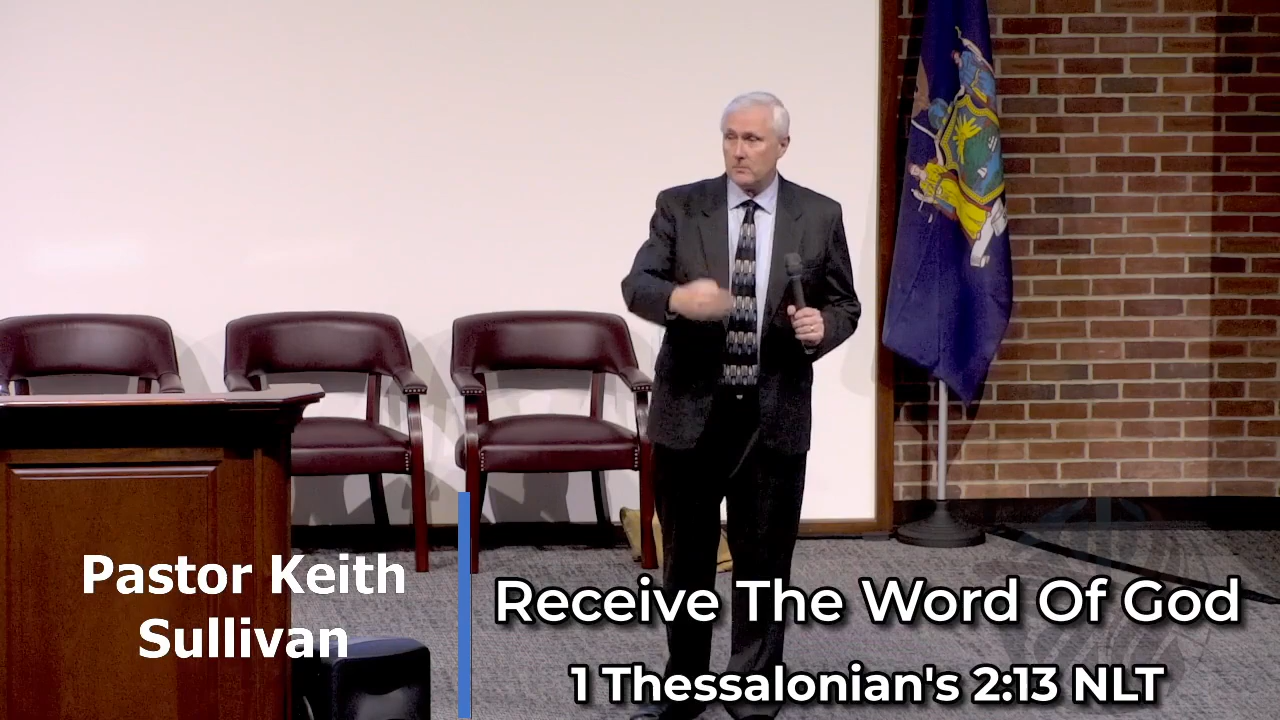 Pastor Keith
Sullivan
Receive The Word Of God
1 Thessalonian's 2:13 NLT